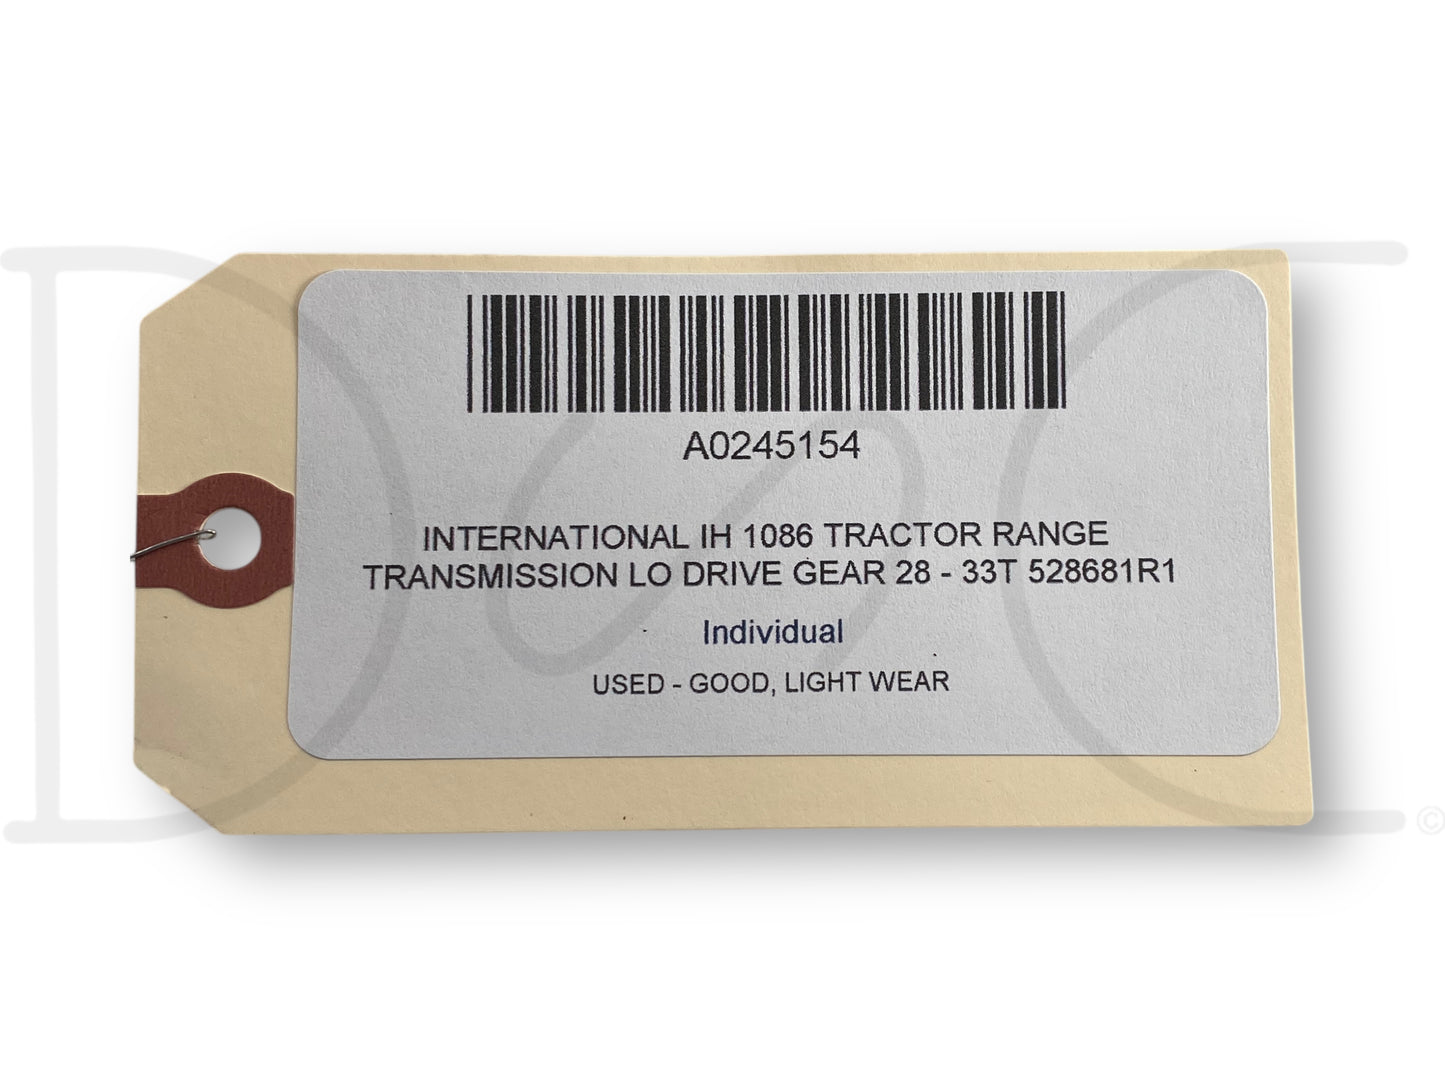 A0245154
INTERNATIONAL IH 1086 TRACTOR RANGE
TRANSMISSION LO DRIVE GEAR 28 - 33T 528681R1
Individual
USED - GOOD, LIGHT WEAR
D C ©